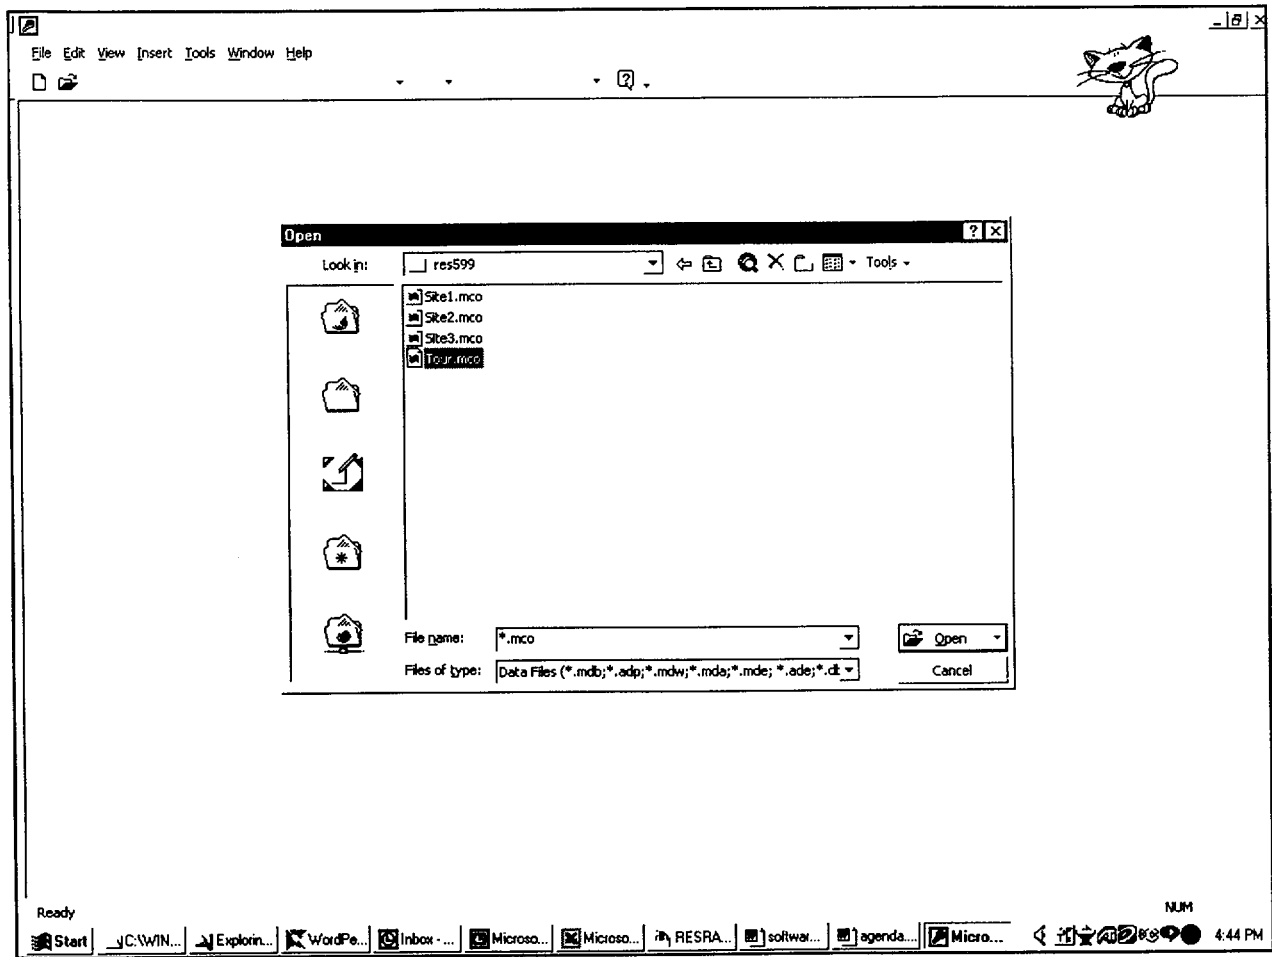 File Edit View Insert Tools Window Help
Open
Look in: res599 Tools
Site1.mco
Site2.mco
Site3.mco
Tour.mco
File name: *.mco Open
Files of type: Data Files (*.mdb;*.adp;*.mdw;*.mda;*.mde; *.ade;*.dt Cancel
Ready NUM
Start C:\WIN... Explorin... WordPe... Inbox - ... Microso... Microso... RESRA... softwar... agenda... Micro... 4:44 PM